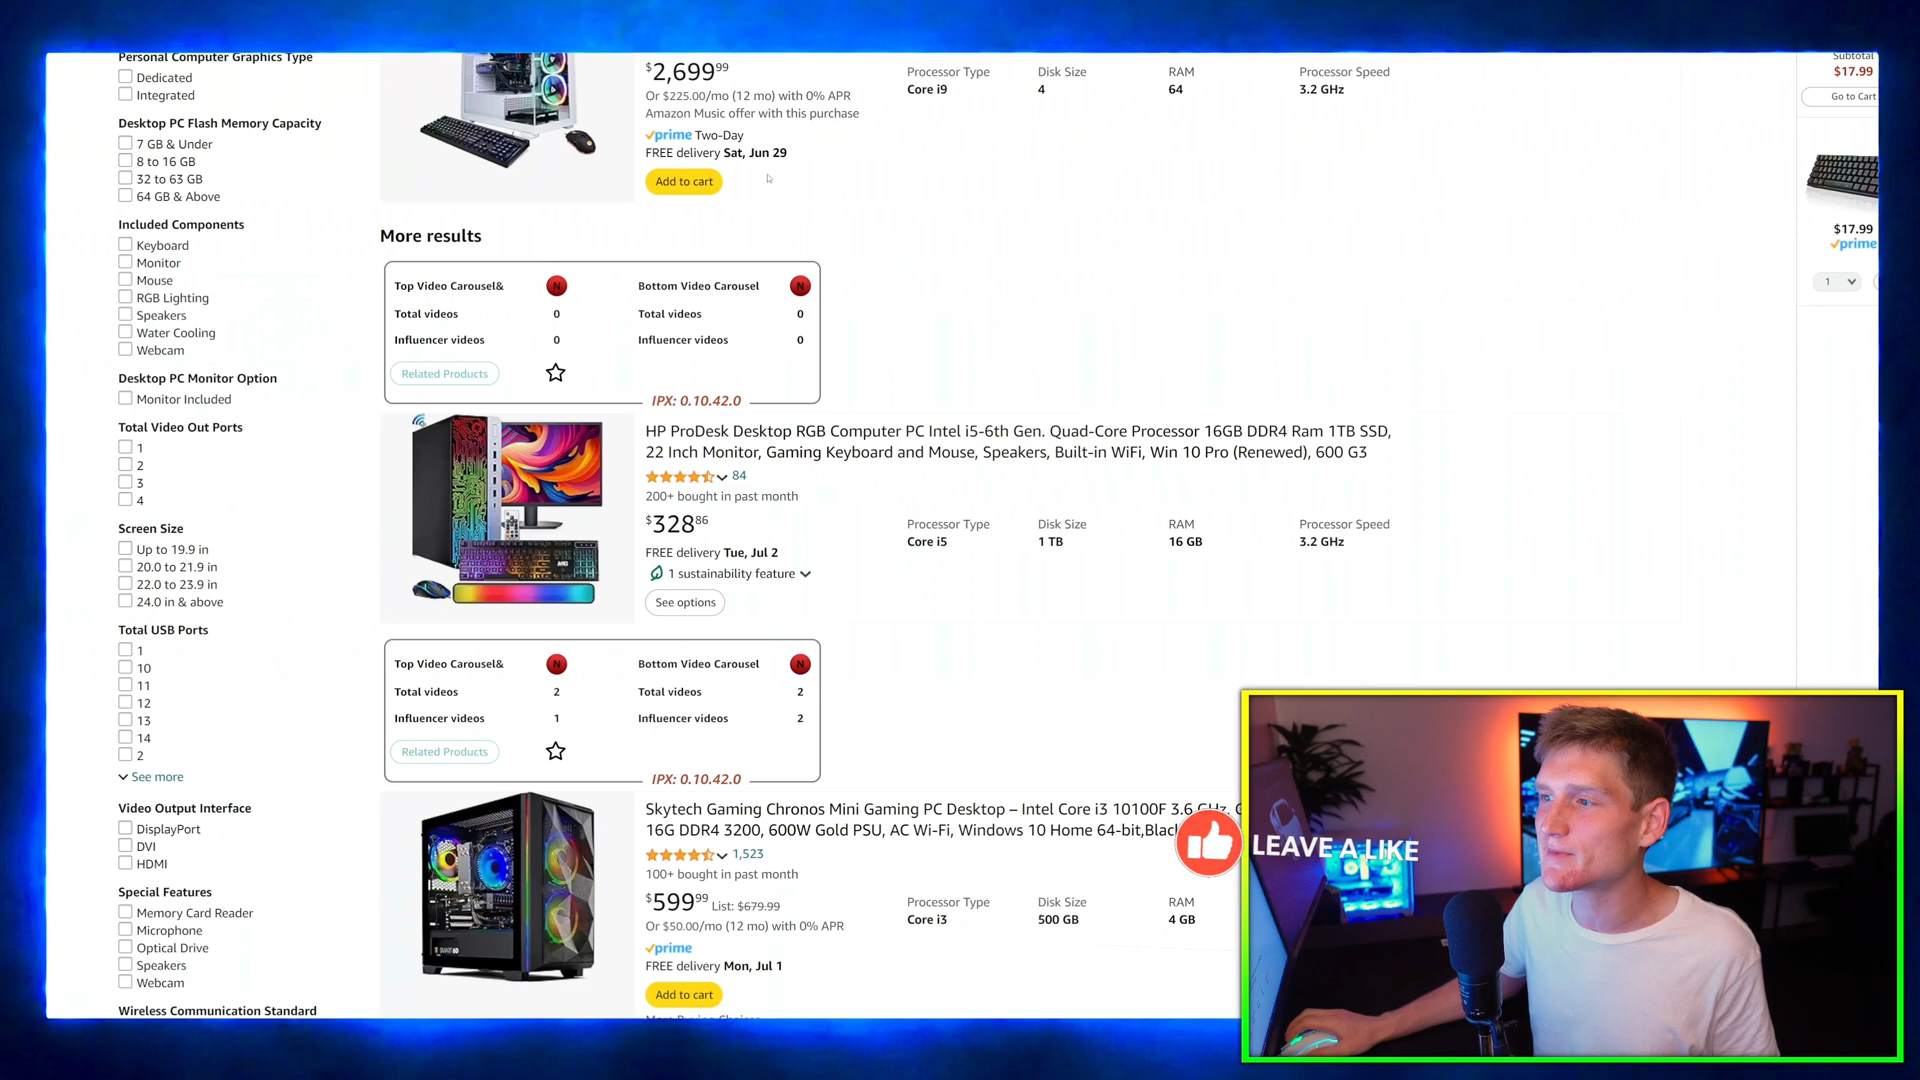 Personal Computer Graphics Type
Dedicated
Integrated
Desktop PC Flash Memory Capacity
7 GB & Under
8 to 16 GB
32 to 63 GB
64 GB & Above
Included Components
Keyboard
Monitor
Mouse
RGB Lighting
Speakers
Water Cooling
Webcam
Desktop PC Monitor Option
Monitor Included
Total Video Out Ports
1
2
3
4
Screen Size
Up to 19.9 in
20.0 to 21.9 in
22.0 to 23.9 in
24.0 in & above
Total USB Ports
1
10
11
12
13
14
2
See more
Video Output Interface
DisplayPort
DVI
HDMI
Special Features
Memory Card Reader
Microphone
Optical Drive
Speakers
Webcam
Wireless Communication Standard
$2,699.99
Or $225.00/mo (12 mo) with 0% APR
Amazon Music offer with this purchase
prime Two-Day
FREE delivery Sat, Jun 29
Add to cart
Processor Type Disk Size RAM Processor Speed
Core i9 4 64 3.2 GHz
More results
Top Video Carousel& N Bottom Video Carousel N
Total videos 0 Total videos 0
Influencer videos 0 Influencer videos 0
Related Products
IPX: 0.10.42.0
HP ProDesk Desktop RGB Computer PC Intel i5-6th Gen. Quad-Core Processor 16GB DDR4 Ram 1TB SSD,
22 Inch Monitor, Gaming Keyboard and Mouse, Speakers, Built-in WiFi, Win 10 Pro (Renewed), 600 G3
84
200+ bought in past month
$328.86
FREE delivery Tue, Jul 2
1 sustainability feature
See options
Processor Type Disk Size RAM Processor Speed
Core i5 1 TB 16 GB 3.2 GHz
Top Video Carousel& N Bottom Video Carousel N
Total videos 2 Total videos 2
Influencer videos 1 Influencer videos 2
Related Products
IPX: 0.10.42.0
Skytech Gaming Chronos Mini Gaming PC Desktop – Intel Core i3 10100F 3.6 GHz,
16G DDR4 3200, 600W Gold PSU, AC Wi-Fi, Windows 10 Home 64-bit,Black
1,523
100+ bought in past month
$599.99 List: $679.99
Or $50.00/mo (12 mo) with 0% APR
prime
FREE delivery Mon, Jul 1
Add to cart
Processor Type Disk Size RAM
Core i3 500 GB 4 GB
Subtotal
$17.99
Go to Cart
$17.99
prime
1
LEAVE A LIKE